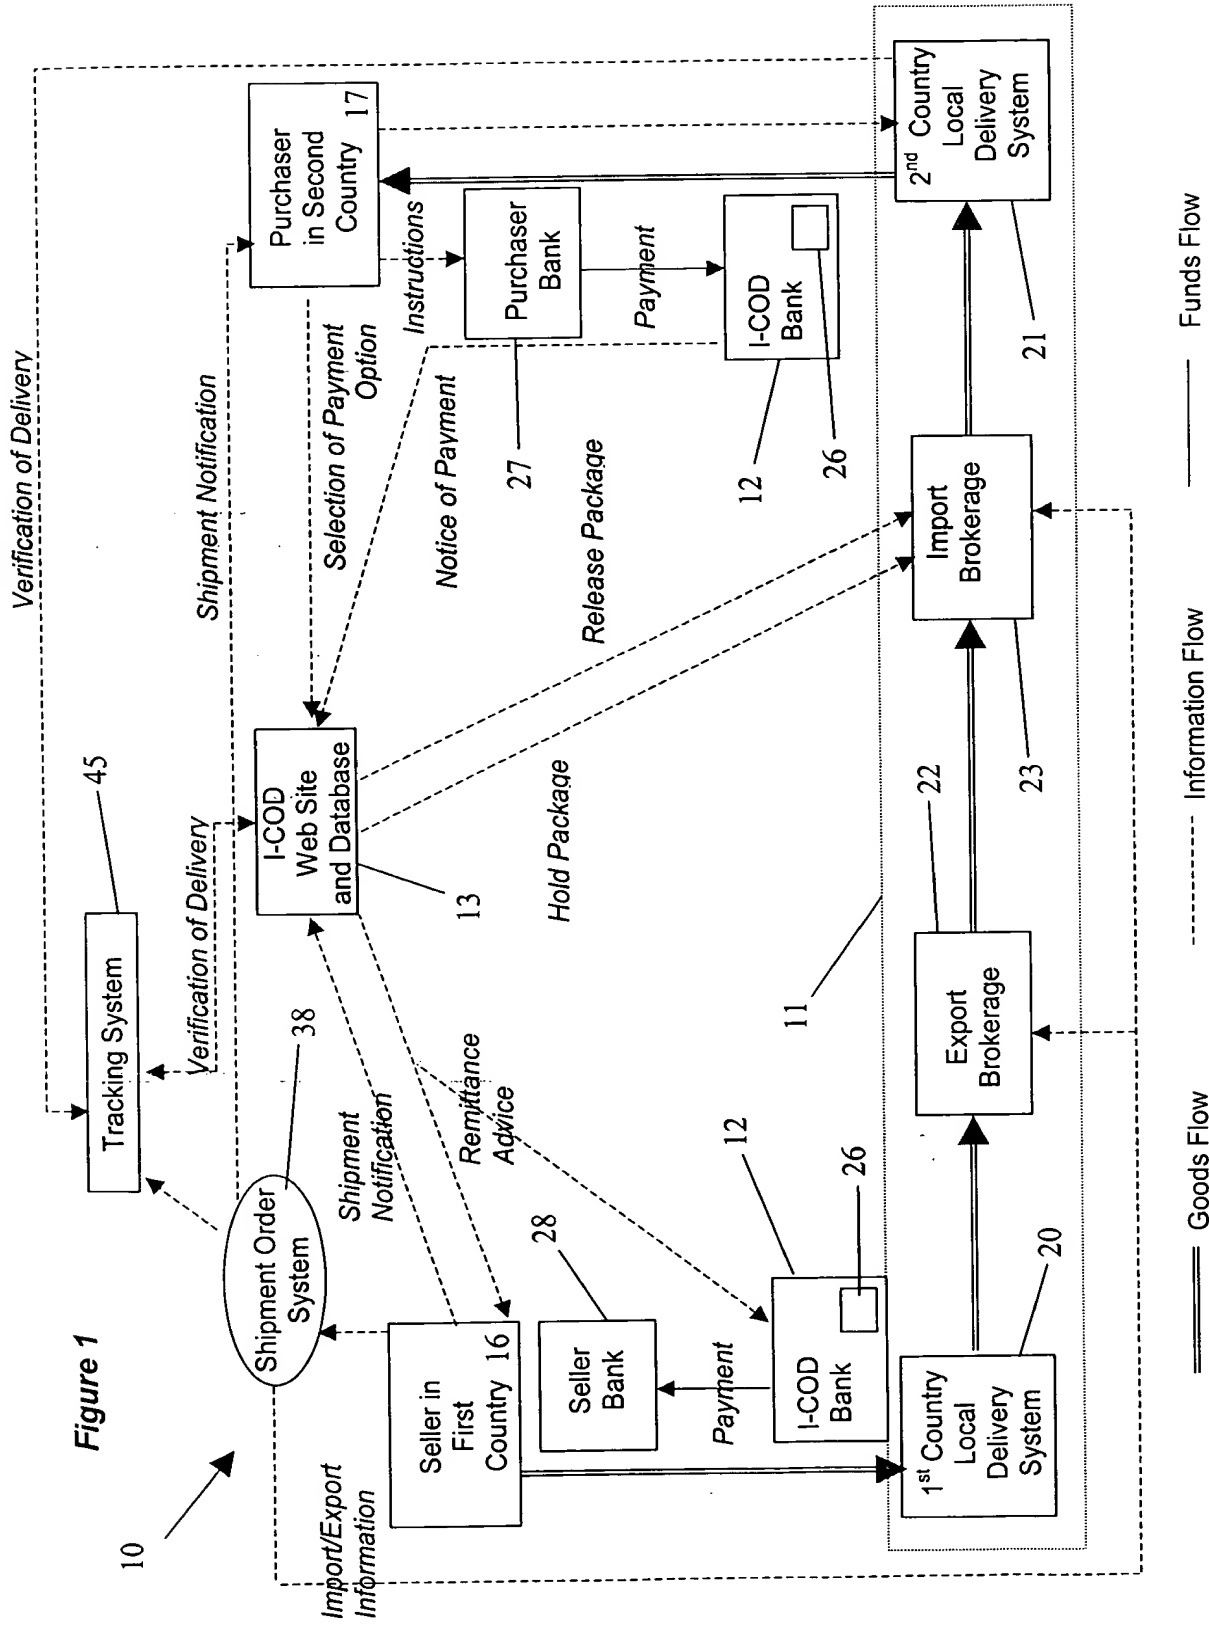 Figure 1
10
Tracking System
45
Verification of Delivery
Verification of Delivery
Shipment Notification
Shipment Order
System
38
Import/Export
Information
Seller in
First
Country 16
Shipment
Notification
Remittance
Advice
I-COD
Web Site
and Database
13
Purchaser
in Second
Country 17
Selection of Payment
Option
Instructions
Notice of Payment
Purchaser
Bank
27
Payment
I-COD
Bank
12
26
Release Package
Hold Package
Seller
Bank
28
Payment
I-COD
Bank
12
26
11
1st Country
Local
Delivery
System
20
Export
Brokerage
22
Import
Brokerage
23
2nd Country
Local
Delivery
System
21
Goods Flow
Information Flow
Funds Flow